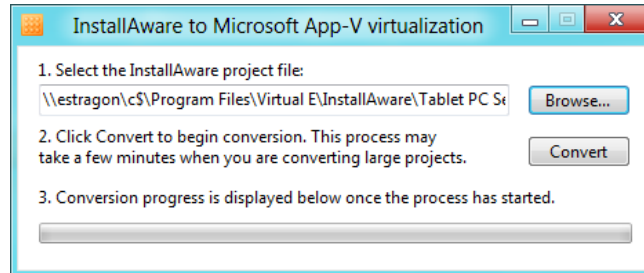 InstallAware to Microsoft App-V virtualization
1. Select the InstallAware project file:
\\estragon\c$\Program Files\Virtual E\InstallAware\Tablet PC Se
Browse...
2. Click Convert to begin conversion. This process may
take a few minutes when you are converting large projects.
Convert
3. Conversion progress is displayed below once the process has started.